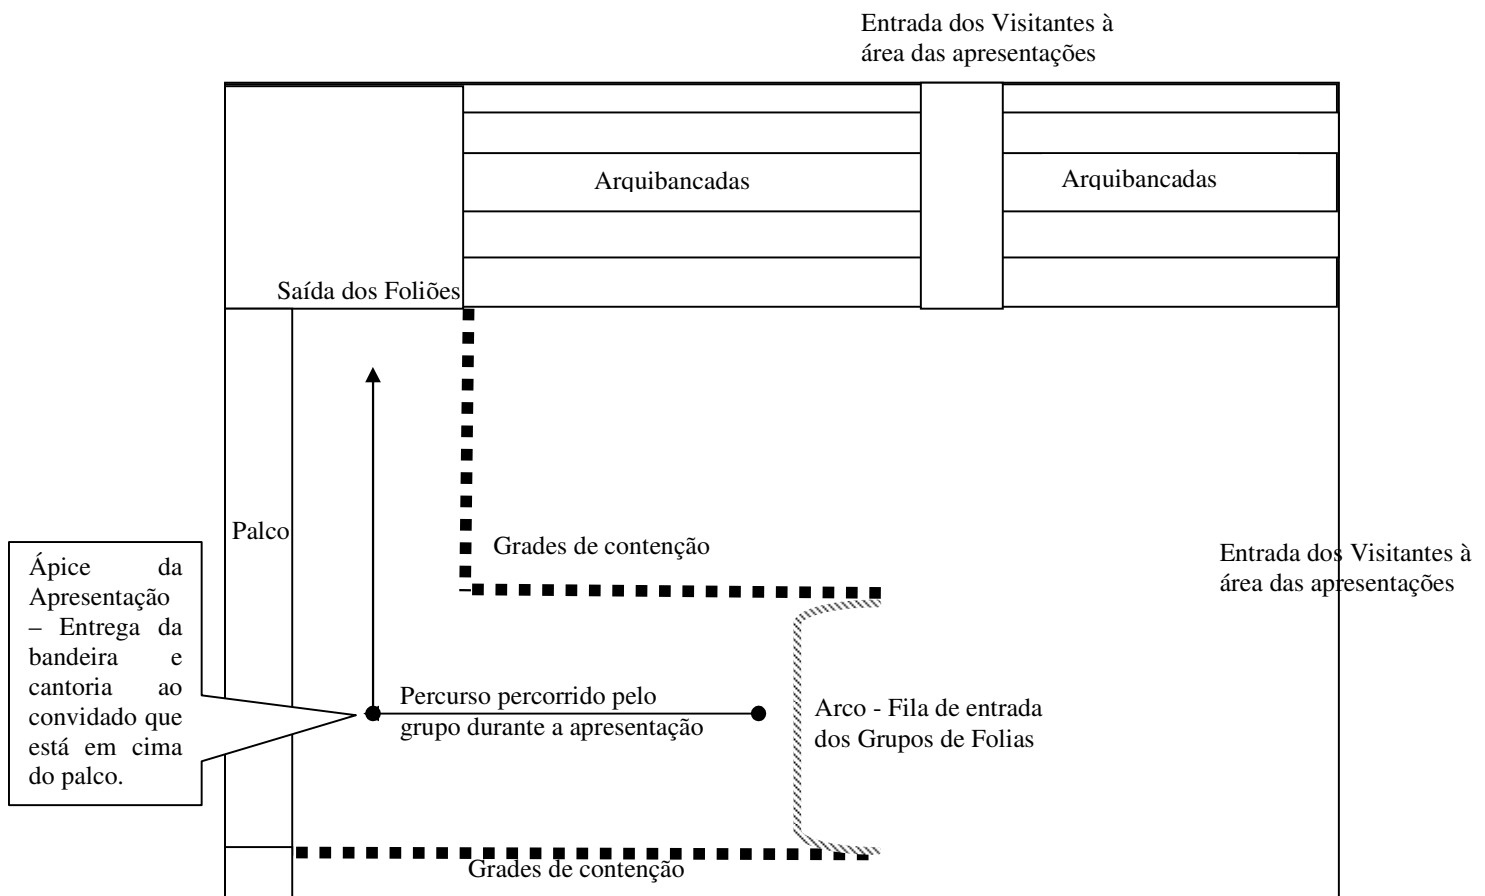 Entrada dos Visitantes à
área das apresentações
Arquibancadas
Arquibancadas
Saída dos Foliões
Palco
Grades de contenção
Entrada dos Visitantes à
área das apresentações
Ápice da
Apresentação
– Entrega da
bandeira e
cantoria ao
convidado que
está em cima
do palco.
Percurso percorrido pelo
grupo durante a apresentação
Arco - Fila de entrada
dos Grupos de Folias
Grades de contenção